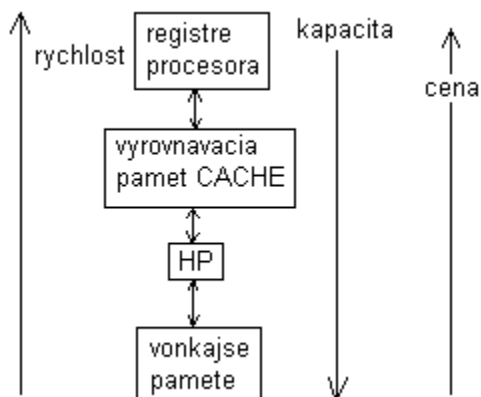 rychlost
registre
procesora
kapacita
cena
vyrovnavacia
pamet CACHE
HP
vonkajse
pamete